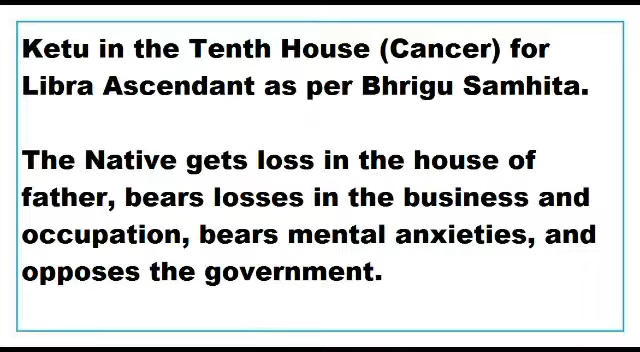 Ketu in the Tenth House (Cancer) for
Libra Ascendant as per Bhrigu Samhita.
The Native gets loss in the house of
father, bears losses in the business and
occupation, bears mental anxieties, and
opposes the government.